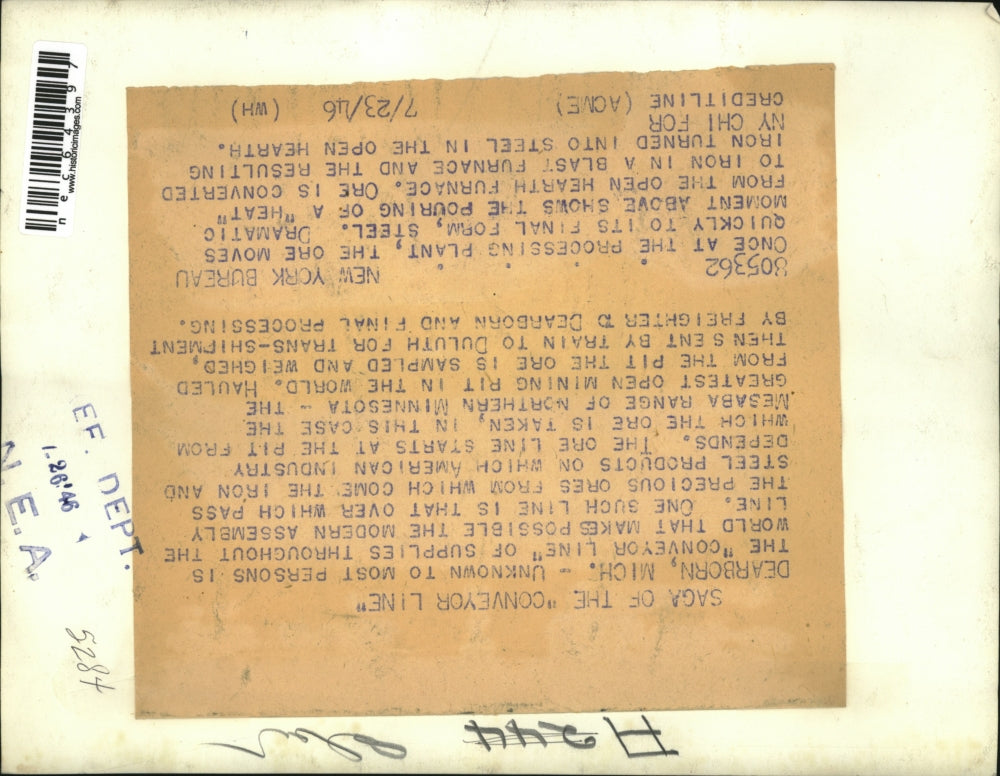 SAGA OF THE "CONVEYOR LINE"
DEARBORN, MICH. - UNKNOWN TO MOST PERSONS IS
THE "CONVEYOR LINE" OF SUPPLIES THROUGHOUT THE
WORLD THAT MAKES POSSIBLE THE MODERN ASSEMBLY
LINE. ONE SUCH LINE IS THAT OVER WHICH PASS
THE PRECIOUS ORES FROM WHICH COME THE IRON AND
STEEL PRODUCTS ON WHICH AMERICAN INDUSTRY
DEPENDS. THE ORE LINE STARTS AT THE PIT FROM
WHICH THE ORE IS TAKEN, IN THIS CASE THE
MESABA RANGE OF NORTHERN MINNESOTA - THE
GREATEST OPEN MINING RIT IN THE WORLD. HAULED
FROM THE PIT THE ORE IS SAMPLED AND WEIGHED,
THEN SENT BY TRAIN TO DULUTH FOR TRANS-SHIPMENT
BY FREIGHTER TO DEARBORN AND FINAL PROCESSING.
805362 NEW YORK BUREAU
ONCE AT THE PROCESSING PLANT, THE ORE MOVES
QUICKLY TO ITS FINAL FORM, STEEL. DRAMATIC
MOMENT ABOVE SHOWS THE POURING OF A "HEAT"
FROM THE OPEN HEARTH FURNACE. ORE IS CONVERTED
TO IRON IN A BLAST FURNACE AND THE RESULTING
IRON TURNED INTO STEEL IN THE OPEN HEARTH.
NY CHI FOR
CREDITLINE (ACME) 7/23/46 (WH)
nec6439 7
www.historicimages.com
EF. DEPT.
N.E.A.
5284
244